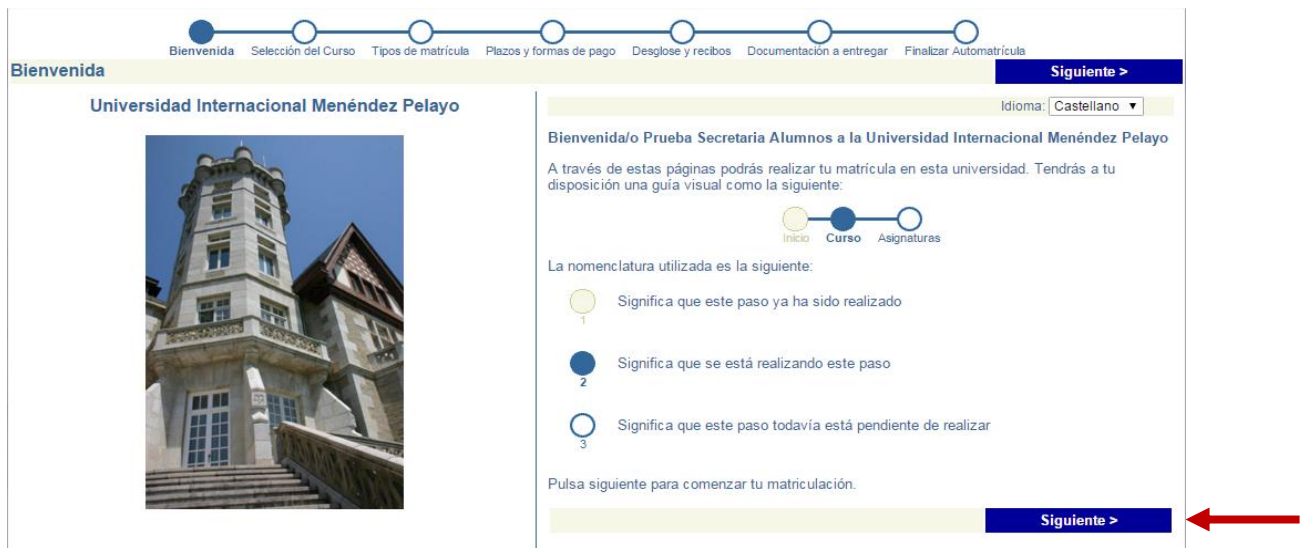 Bienvenida Selección del Curso Tipos de matrícula Plazos y formas de pago Desglose y recibos Documentación a entregar Finalizar Automatrícula
Bienvenida
Siguiente >
Universidad Internacional Menéndez Pelayo
Idioma: Castellano
Bienvenida/o Prueba Secretaria Alumnos a la Universidad Internacional Menéndez Pelayo
A través de estas páginas podrás realizar tu matrícula en esta universidad. Tendrás a tu
disposición una guía visual como la siguiente:
Inicio Curso Asignaturas
La nomenclatura utilizada es la siguiente:
Significa que este paso ya ha sido realizado
1
Significa que se está realizando este paso
2
Significa que este paso todavía está pendiente de realizar
3
Pulsa siguiente para comenzar tu matriculación.
Siguiente >